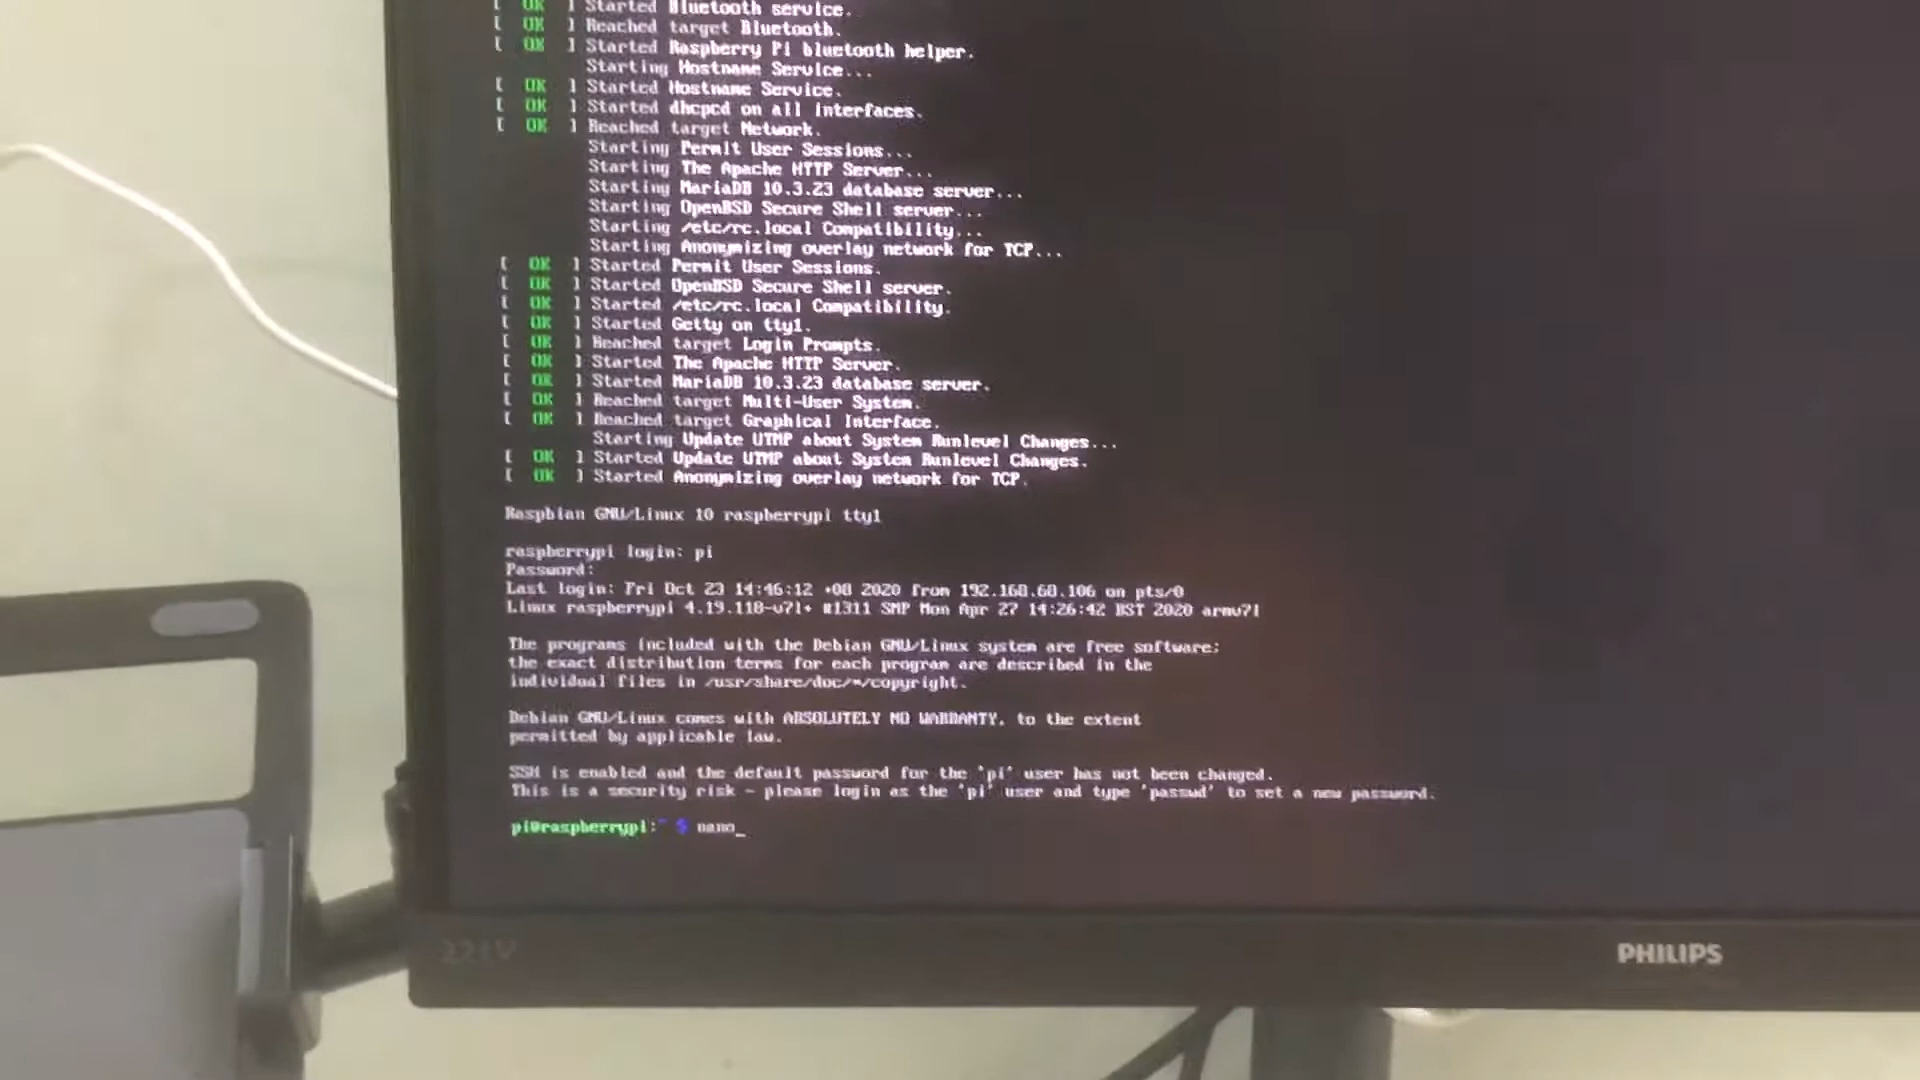 [ OK ] Started Bluetooth service.
[ OK ] Reached target Bluetooth.
[ OK ] Started Raspberry Pi bluetooth helper.
Starting Hostname Service...
[ OK ] Started Hostname Service.
[ OK ] Started dhcpcd on all interfaces.
[ OK ] Reached target Network.
Starting Permit User Sessions...
Starting The Apache HTTP Server...
Starting MariaDB 10.3.23 database server...
Starting OpenBSD Secure Shell server...
Starting /etc/rc.local Compatibility...
Starting Anonymizing overlay network for TCP...
[ OK ] Started Permit User Sessions.
[ OK ] Started OpenBSD Secure Shell server.
[ OK ] Started /etc/rc.local Compatibility.
[ OK ] Started Getty on tty1.
[ OK ] Reached target Login Prompts.
[ OK ] Started The Apache HTTP Server.
[ OK ] Started MariaDB 10.3.23 database server.
[ OK ] Reached target Multi-User System.
[ OK ] Reached target Graphical Interface.
Starting Update UTMP about System Runlevel Changes...
[ OK ] Started Update UTMP about System Runlevel Changes.
[ OK ] Started Anonymizing overlay network for TCP.
Raspbian GNU/Linux 10 raspberrypi tty1
raspberrypi login: pi
Password:
Last login: Fri Oct 23 14:46:12 +08 2020 from 192.168.68.106 on pts/0
Linux raspberrypi 4.19.118-v7l+ #1311 SMP Mon Apr 27 14:26:42 BST 2020 armv7l
The programs included with the Debian GNU/Linux system are free software;
the exact distribution terms for each program are described in the
individual files in /usr/share/doc/*/copyright.
Debian GNU/Linux comes with ABSOLUTELY NO WARRANTY, to the extent
permitted by applicable law.
SSH is enabled and the default password for the 'pi' user has not been changed.
This is a security risk - please login as the 'pi' user and type 'passwd' to set a new password.
pi@raspberrypi:~ $ nano_
PHILIPS